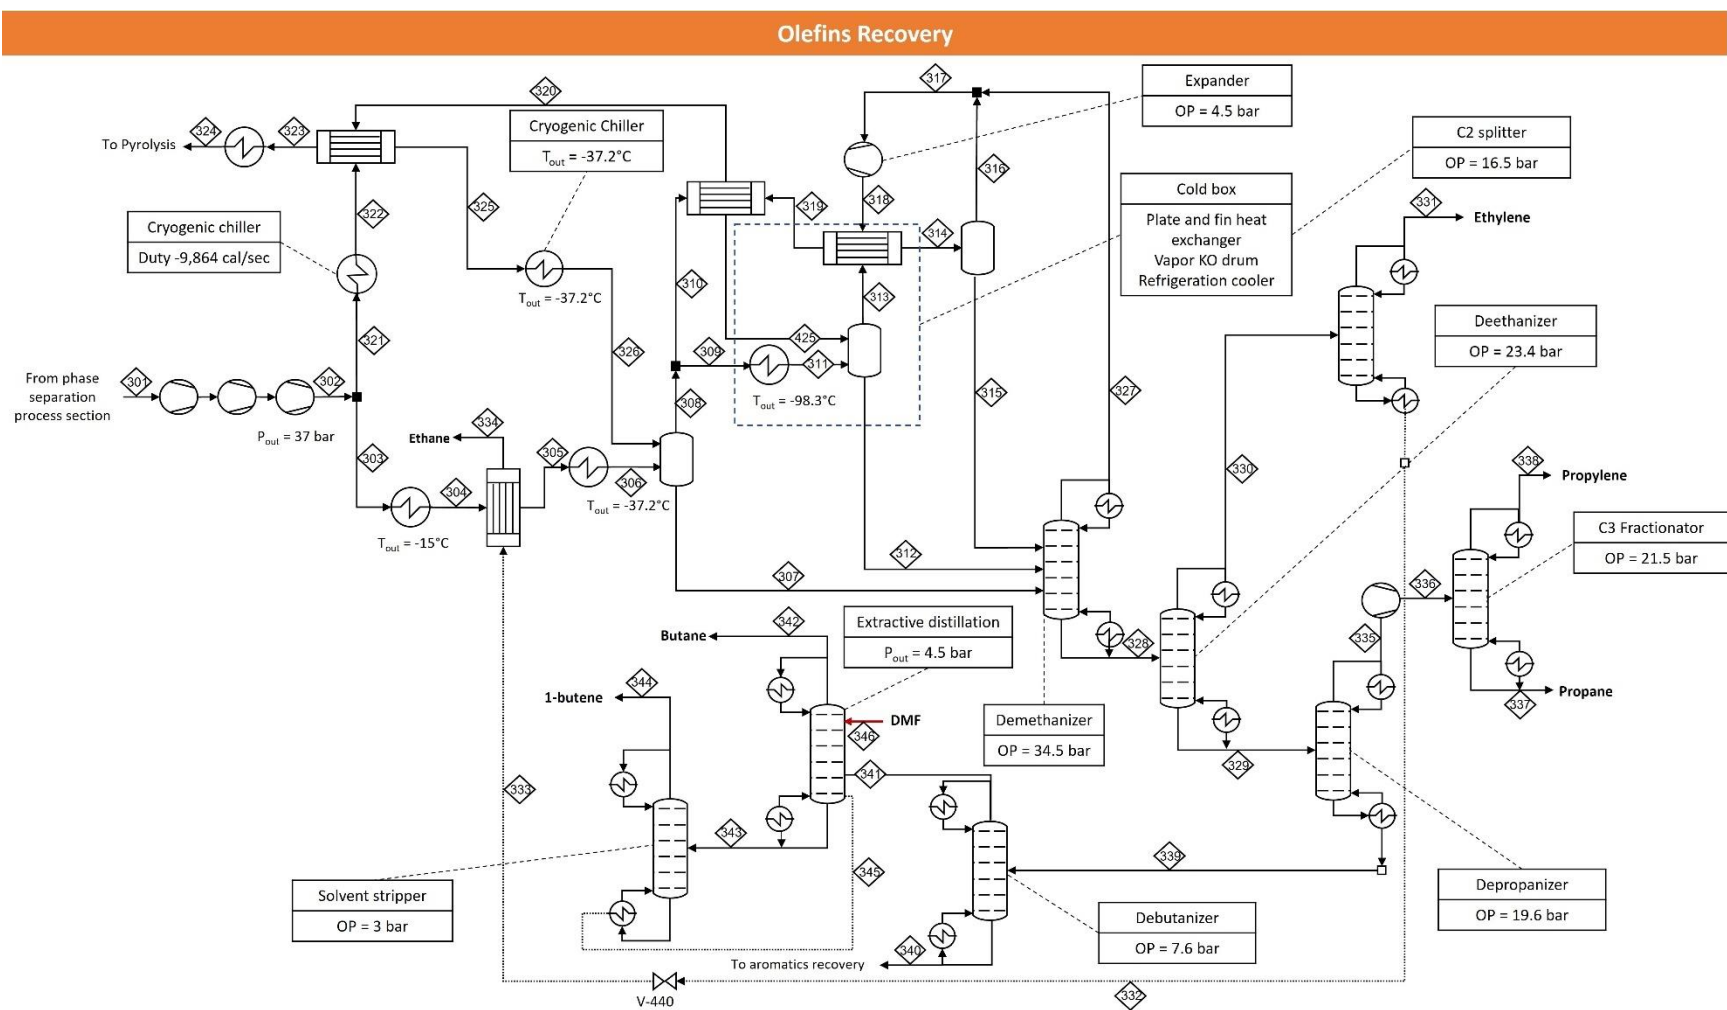 Olefins Recovery
317
Expander
OP = 4.5 bar
320
Cryogenic Chiller
Tout = -37.2°C
C2 splitter
OP = 16.5 bar
324
323
To Pyrolysis
316
Cold box
Plate and fin heat
exchanger
Vapor KO drum
Refrigeration cooler
322
325
319
318
314
331
Ethylene
Cryogenic chiller
Duty -9,864 cal/sec
310
313
Tout = -37.2°C
Deethanizer
OP = 23.4 bar
321
326
309
425
311
From phase
separation
process section
301
302
308
Tout = -98.3°C
315
327
Pout = 37 bar
Ethane
334
303
305
304
306
Tout = -37.2°C
Tout = -15°C
330
338
Propylene
C3 Fractionator
OP = 21.5 bar
312
307
336
342
Butane
Extractive distillation
Pout = 4.5 bar
328
335
344
1-butene
DMF
346
Demethanizer
OP = 34.5 bar
Propane
337
333
341
329
343
339
345
Solvent stripper
OP = 3 bar
Depropanizer
OP = 19.6 bar
Debutanizer
OP = 7.6 bar
340
To aromatics recovery
V-440
332